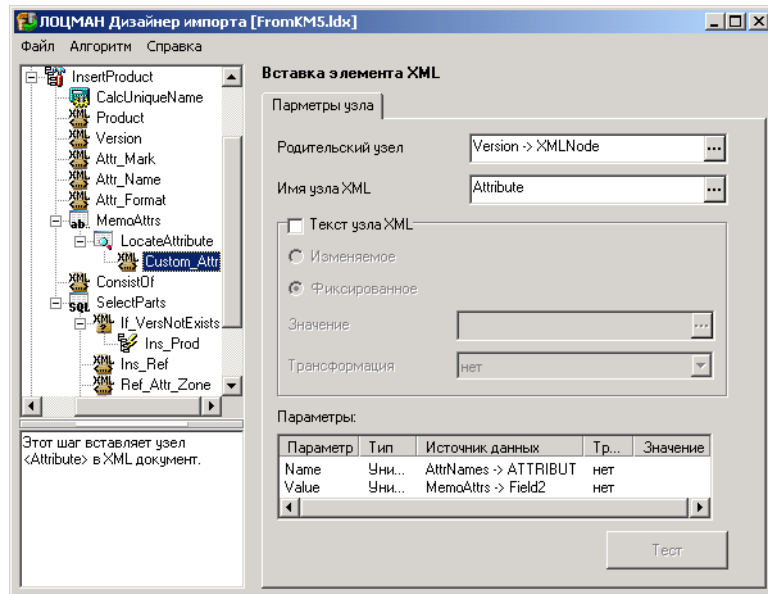 ЛОЦМАН Дизайнер импорта [FromKM5.ldx]
Файл Алгоритм Справка
InsertProduct
CalcUniqueName
Product
Version
Attr_Mark
Attr_Name
Attr_Format
MemoAttrs
LocateAttribute
Custom_Attr
ConsistOf
SelectParts
If_VersNotExists
Ins_Prod
Ins_Ref
Ref_Attr_Zone
Этот шаг вставляет узел
<Attribute> в XML документ.
Вставка элемента XML
Парметры узла
Родительский узел Version -> XMLNode ...
Имя узла XML Attribute ...
Текст узла XML
Изменяемое
Фиксированное
Значение ...
Трансформация нет
Параметры:
Параметр Тип Источник данных Тр... Значение
Name Уни... AttrNames -> ATTRIBUT нет
Value Уни... MemoAttrs -> Field2 нет
Тест